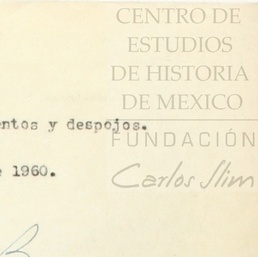 CENTRO DE
ESTUDIOS
DE HISTORIA
DE MEXICO
FUNDACIÓN
Carlos Slim
entos y despojos.
e 1960.